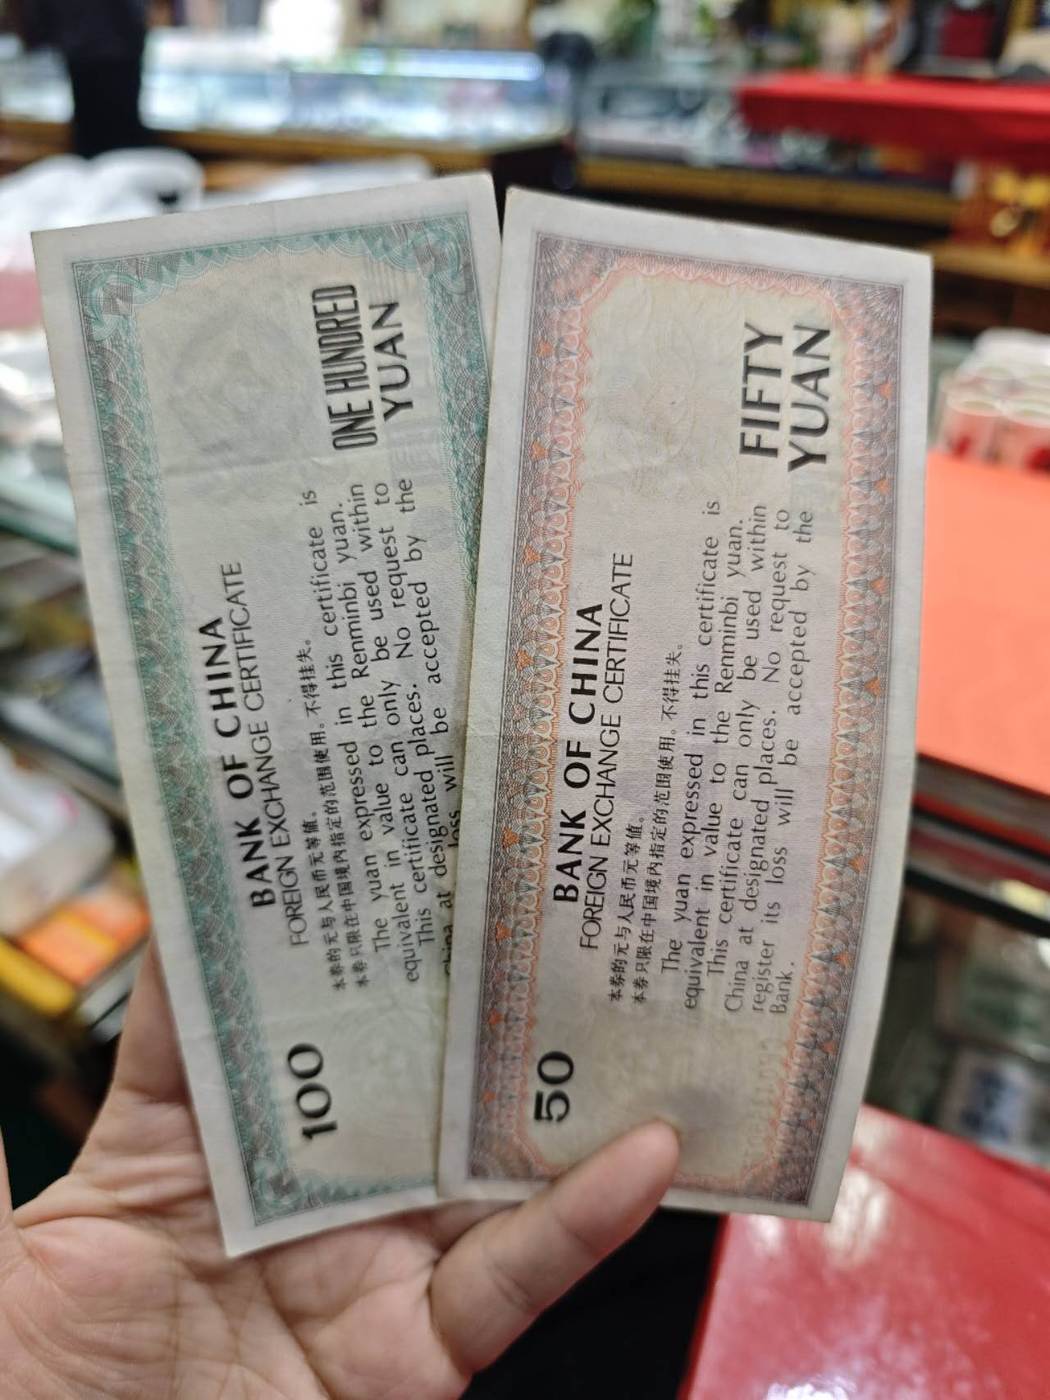 BANK OF CHINA
FOREIGN EXCHANGE CERTIFICATE
本券的元与人民币元等值。
本券只限在中国境内指定的范围使用。不得挂失。
The yuan expressed in this certificate is
equivalent in value to the Renminbi yuan.
This certificate can only be used within
China at designated places. No request to
loss will be accepted by the
100
ONE HUNDRED
YUAN
BANK OF CHINA
FOREIGN EXCHANGE CERTIFICATE
本券的元与人民币元等值。
本券只限在中国境内指定的范围使用。不得挂失。
The yuan expressed in this certificate is
equivalent in value to the Renminbi yuan.
This certificate can only be used within
China at designated places. No request to
register its loss will be accepted by the
Bank.
50
FIFTY
YUAN